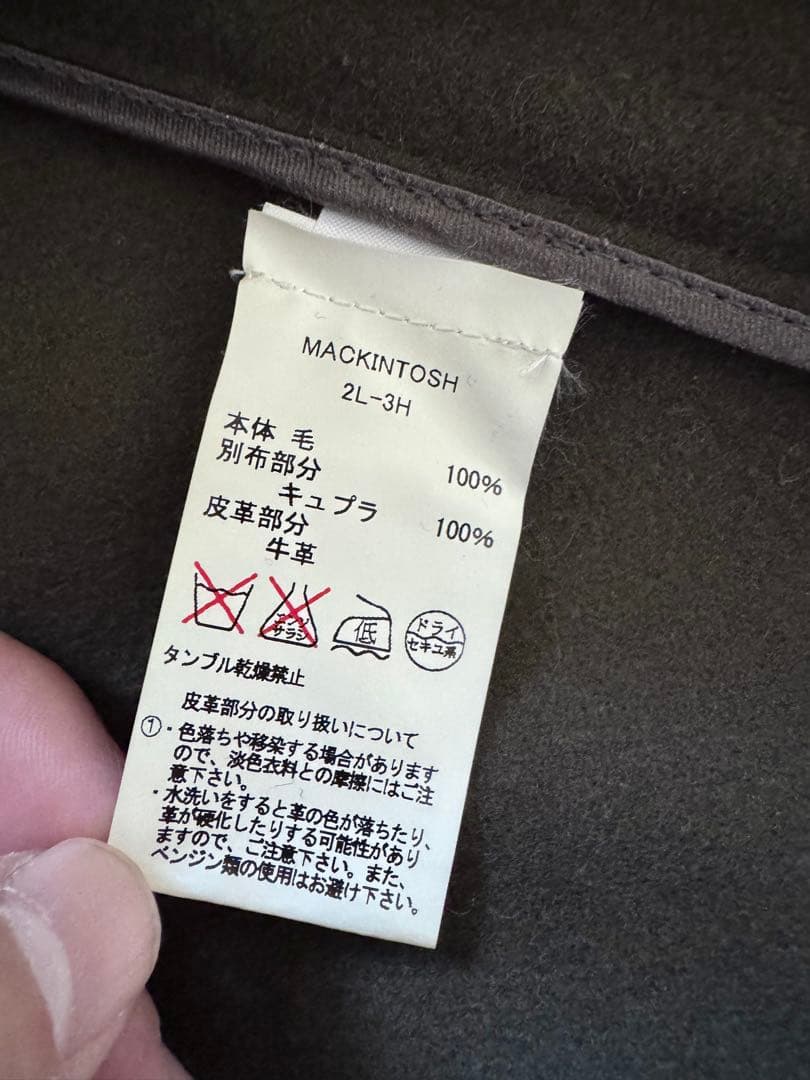 MACKINTOSH
2L-3H
本体 毛 100%
別布部分
キュプラ 100%
皮革部分
牛革
エンソ
サラシ
低
ドライ
セキユ系
タンブル乾燥禁止
皮革部分の取り扱いについて
①・色落ちや移染する場合があります
ので、淡色衣料との摩擦にはご注
意下さい。
・水洗いをすると革の色が落ちたり、
革が硬化したりする可能性があり
ますので、ご注意下さい。また、
ベンジン類の使用はお避け下さい。